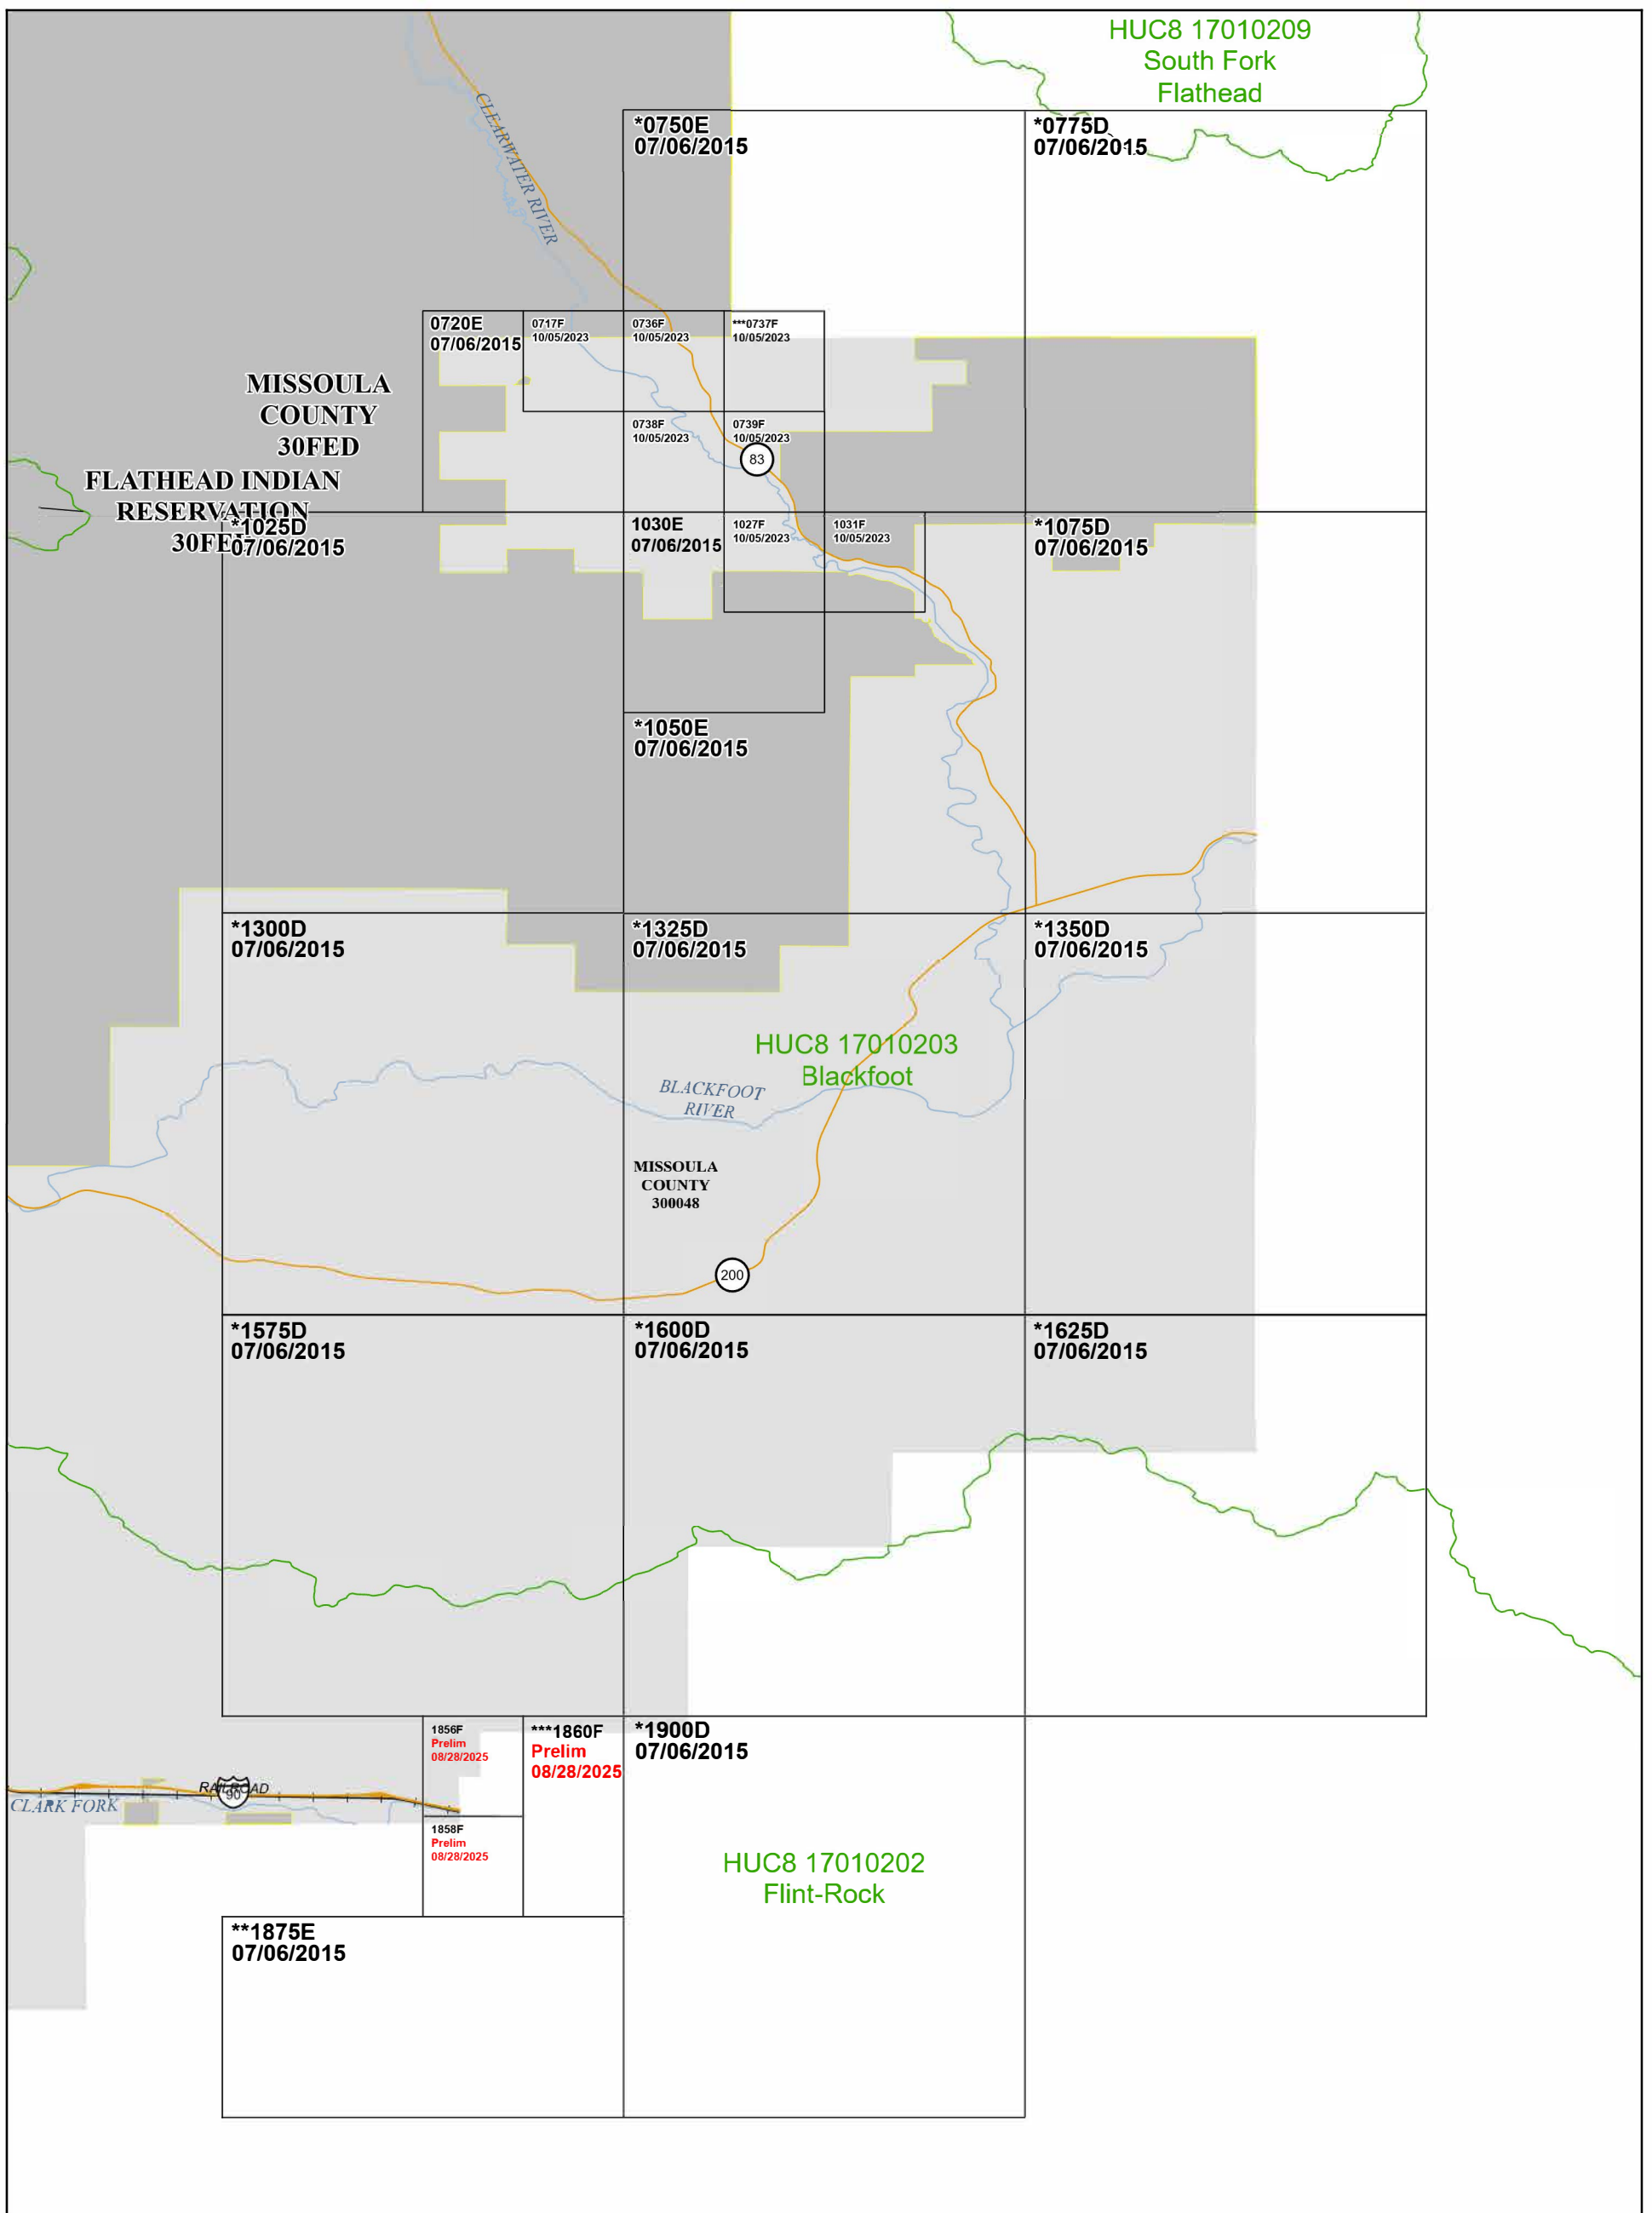 HUC8 17010209
South Fork
Flathead
CLEARWATER RIVER
*0750E
07/06/2015
*0775D
07/06/2015
0720E
07/06/2015
0717F
10/05/2023
0736F
10/05/2023
***0737F
10/05/2023
MISSOULA
COUNTY
30FED
0738F
10/05/2023
0739F
10/05/2023
83
FLATHEAD INDIAN
RESERVATION
30FED
*1025D
07/06/2015
1030E
07/06/2015
1027F
10/05/2023
1031F
10/05/2023
*1075D
07/06/2015
*1050E
07/06/2015
*1300D
07/06/2015
*1325D
07/06/2015
*1350D
07/06/2015
HUC8 17010203
Blackfoot
BLACKFOOT
RIVER
MISSOULA
COUNTY
300048
200
*1575D
07/06/2015
*1600D
07/06/2015
*1625D
07/06/2015
1856F
Prelim
08/28/2025
***1860F
Prelim
08/28/2025
*1900D
07/06/2015
RAILROAD
90
CLARK FORK
1858F
Prelim
08/28/2025
HUC8 17010202
Flint-Rock
**1875E
07/06/2015